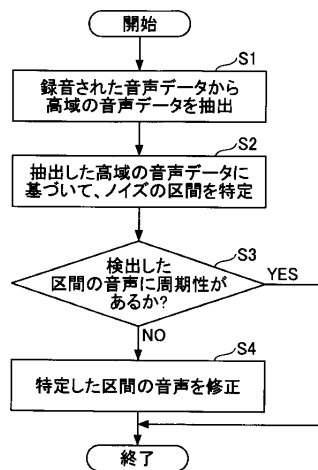 開始
S1
録音された音声データから
高域の音声データを抽出
S2
抽出した高域の音声データに
基づいて、ノイズの区間を特定
S3
検出した
区間の音声に周期性が
あるか?
YES
NO
S4
特定した区間の音声を修正
終了